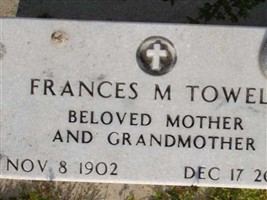 FRANCES M TOWEL
BELOVED MOTHER
AND GRANDMOTHER
NOV 8 1902 DEC 17 20